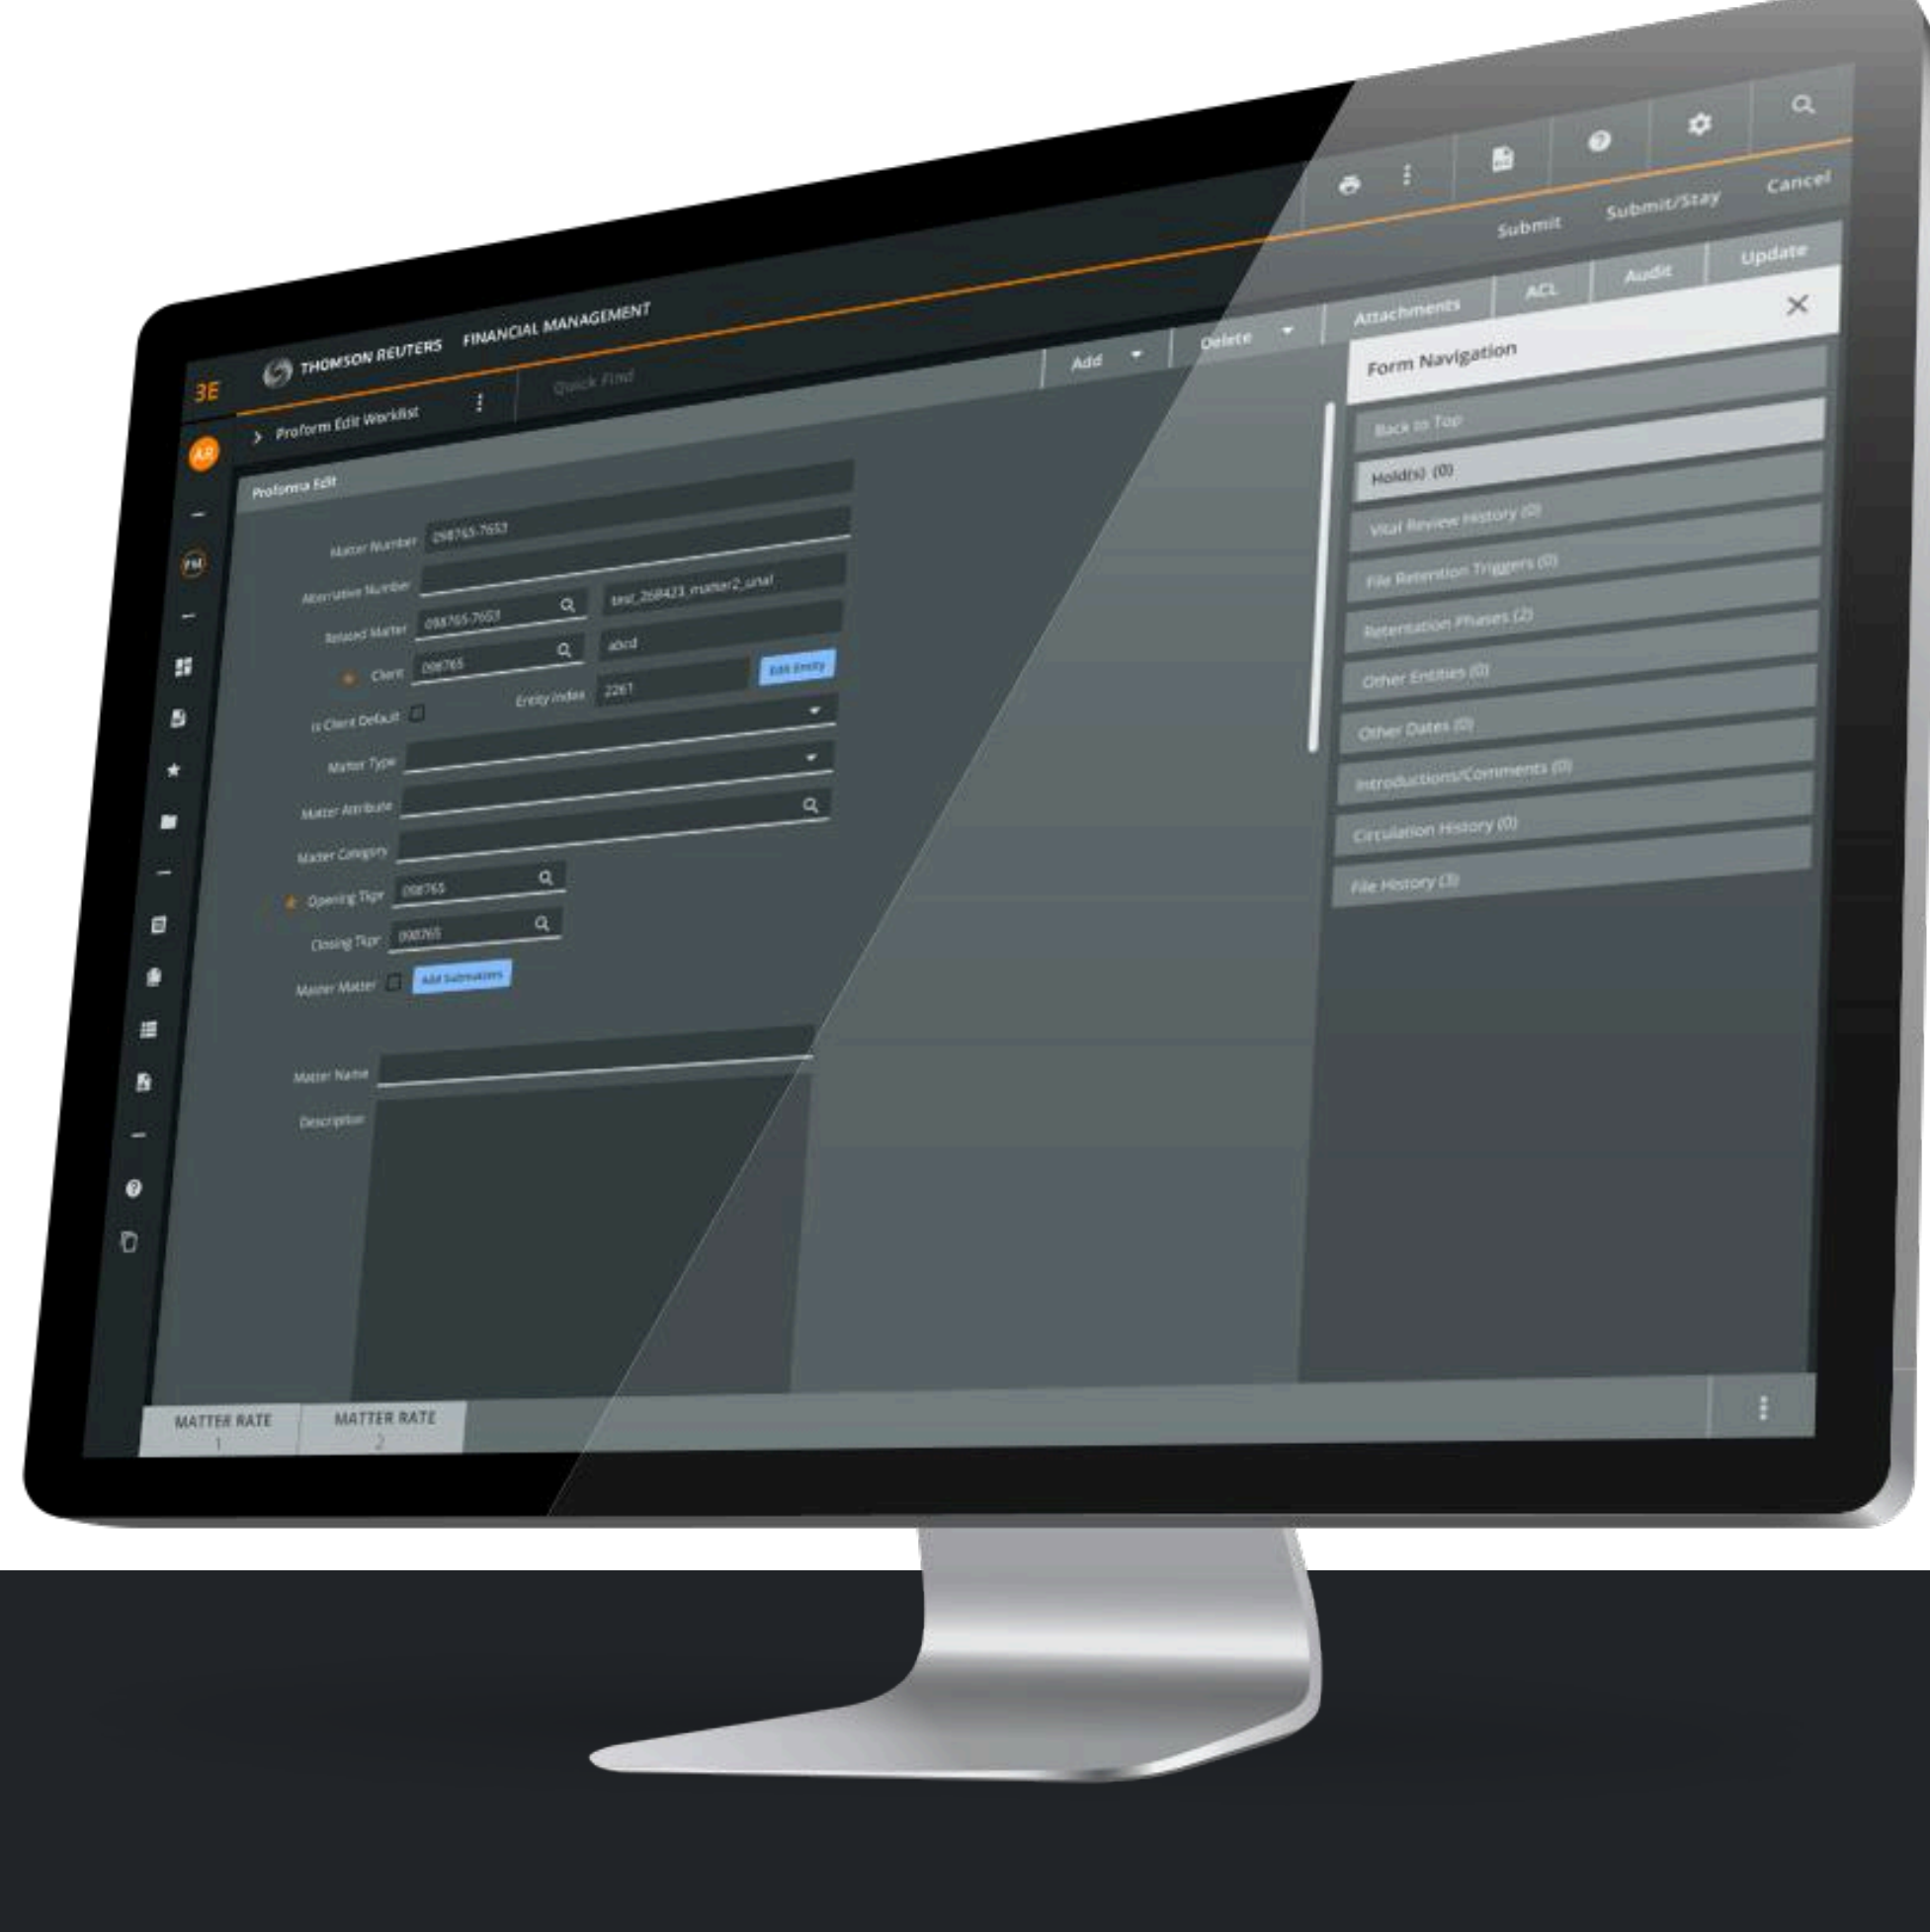 3E THOMSON REUTERS FINANCIAL MANAGEMENT
Submit Submit/Stay Cancel
AR
Proform Edit Worklist Quick Find
Add Delete Attachments ACL Audit Update
Proforma Edit
Matter Number 098765-7653
Alternative Number
Related Matter 098765-7653 test_268423_matter2_unal
Client 098765 abcd
Is Client Default Entity Index 2261 Edit Entity
Matter Type
Matter Attribute
Matter Category
Opening Tkpr 098765
Closing Tkpr 098765
Master Matter Add Submatters
Matter Name
Description
Form Navigation
Back to Top
Hold(s) (0)
Vital Review History (0)
File Retention Triggers (0)
Retentation Phases (2)
Other Entities (0)
Other Dates (0)
Introductions/Comments (0)
Circulation History (0)
File History (3)
MATTER RATE MATTER RATE
1 2